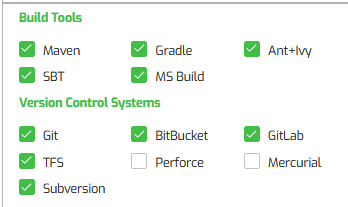 Build Tools
Maven Gradle Ant+Ivy
SBT MS Build
Version Control Systems
Git BitBucket GitLab
TFS Perforce Mercurial
Subversion